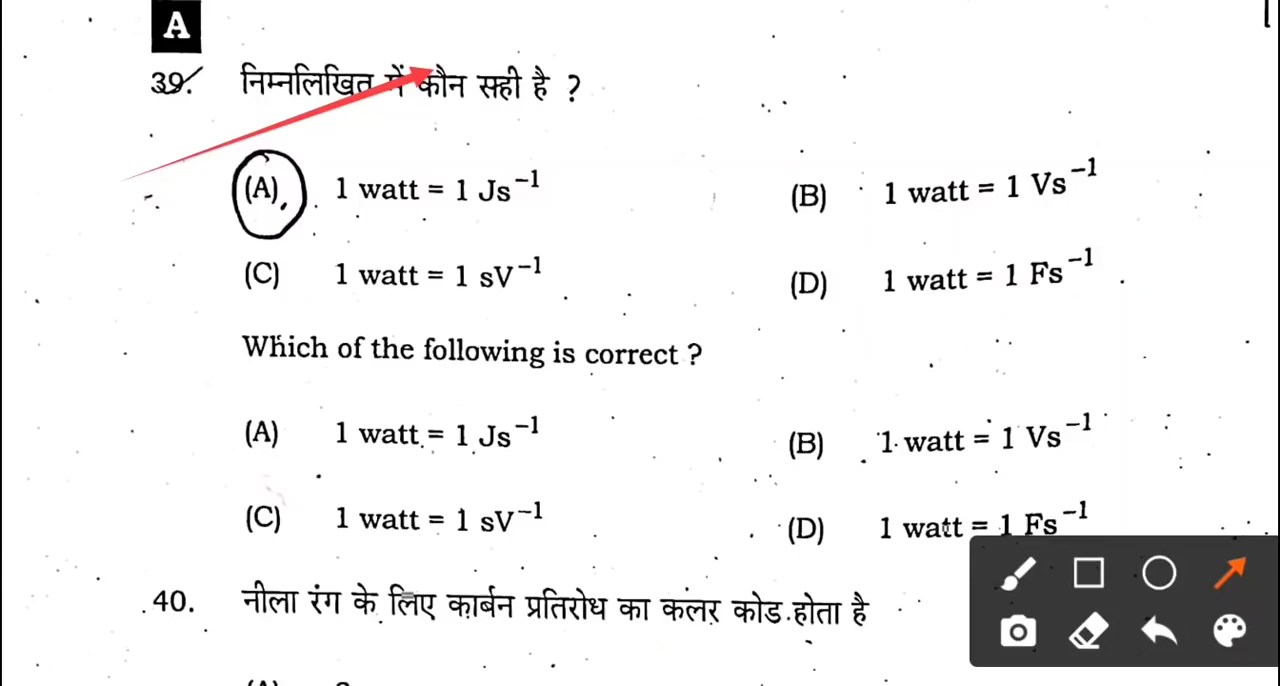 A
39. निम्नलिखित में कौन सही है ?
(A) 1 watt = 1 Js⁻¹ (B) 1 watt = 1 Vs⁻¹
(C) 1 watt = 1 sV⁻¹ (D) 1 watt = 1 Fs⁻¹
Which of the following is correct ?
(A) 1 watt = 1 Js⁻¹ (B) 1 watt = 1 Vs⁻¹
(C) 1 watt = 1 sV⁻¹ (D) 1 watt = 1 Fs⁻¹
40. नीला रंग के लिए कार्बन प्रतिरोध का कलर कोड होता है